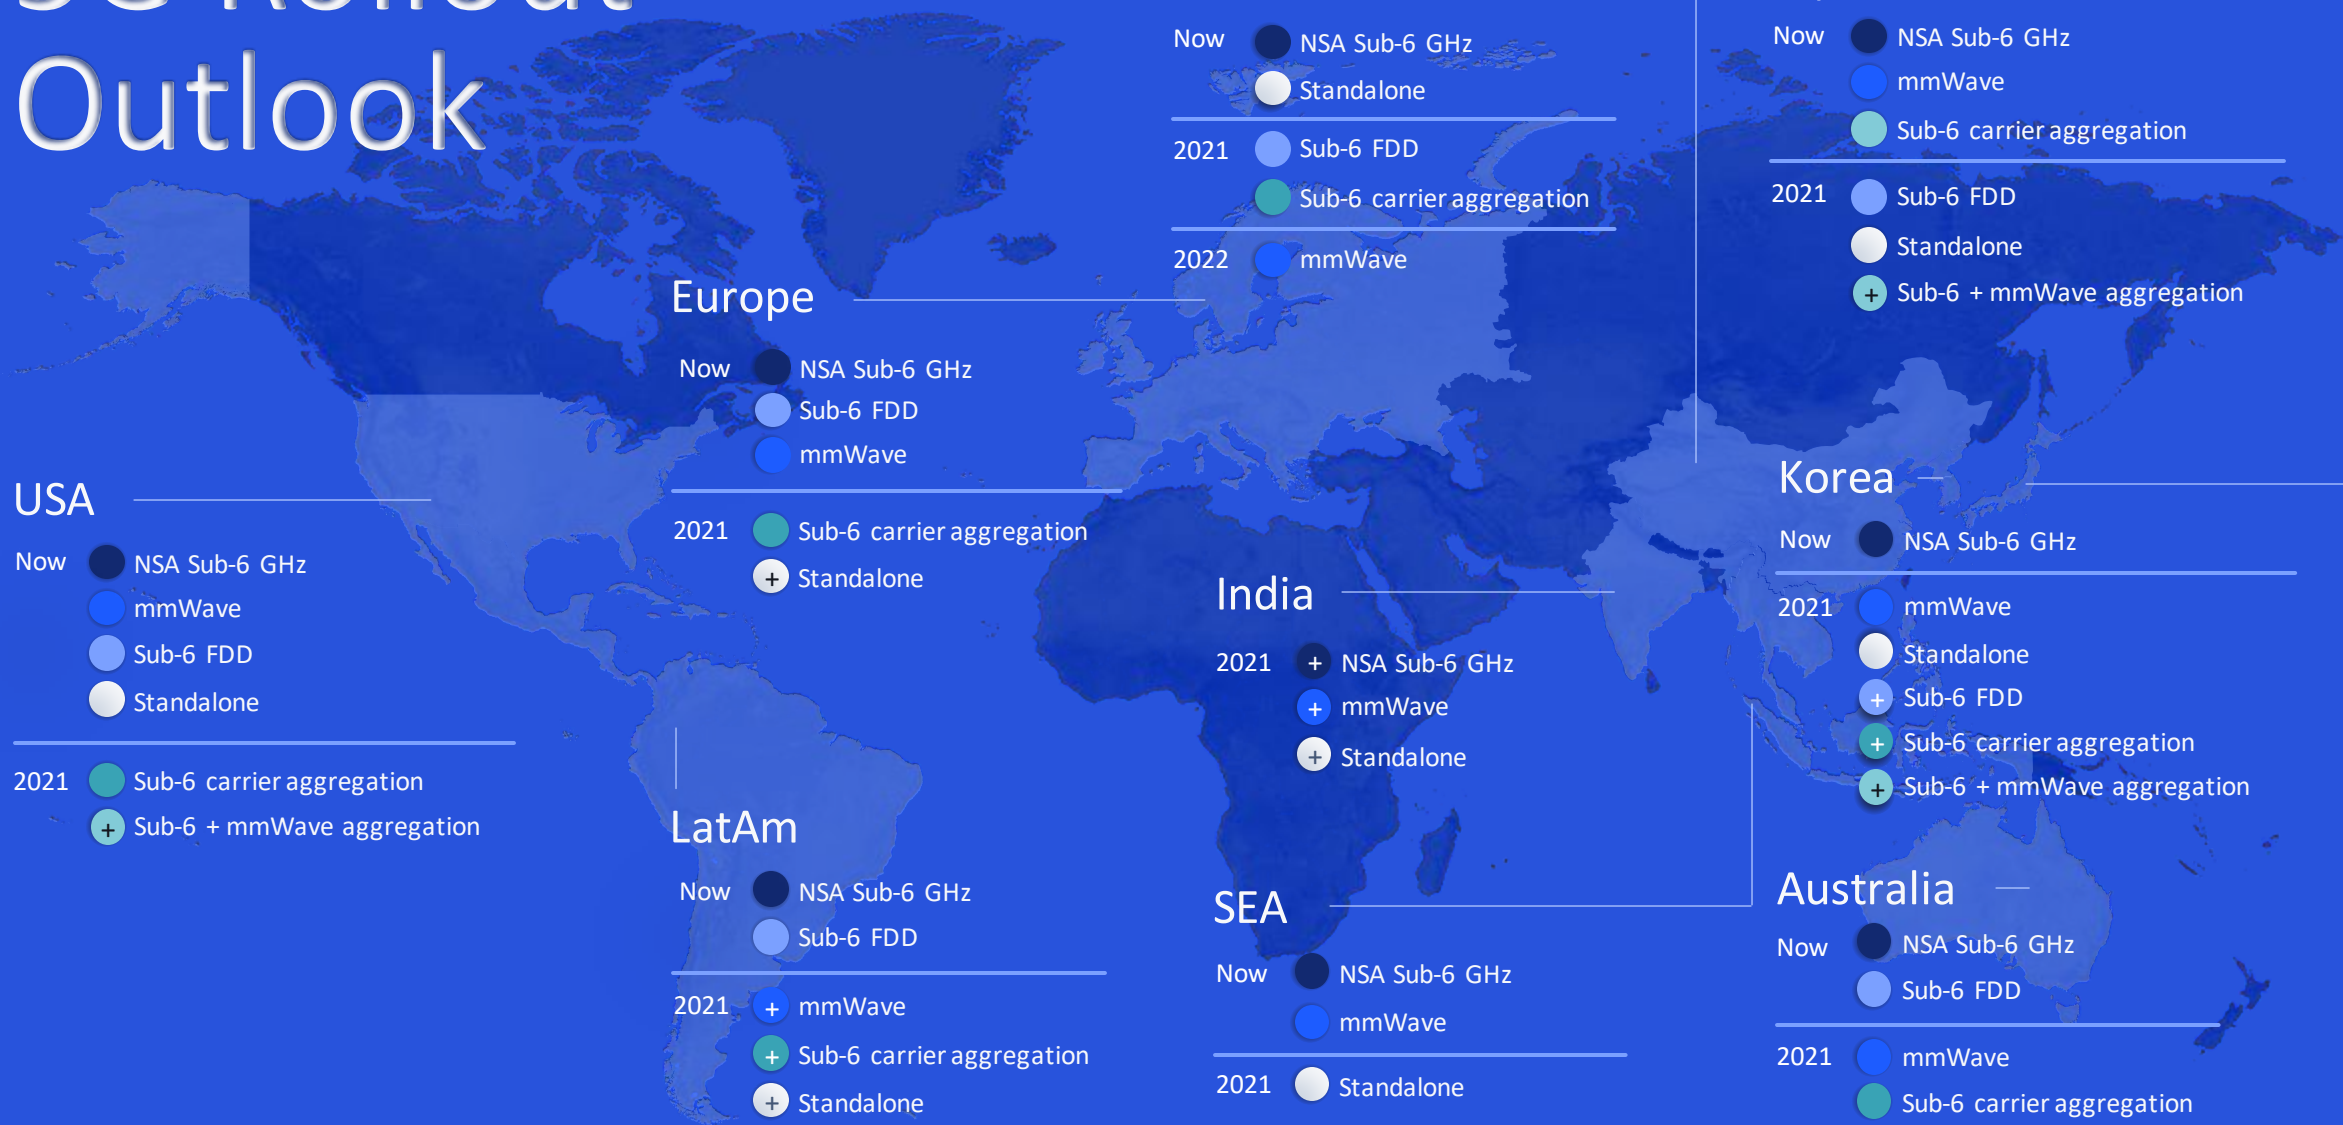 Outlook
Now NSA Sub-6 GHz
Standalone
2021 Sub-6 FDD
Sub-6 carrier aggregation
2022 mmWave
Now NSA Sub-6 GHz
mmWave
Sub-6 carrier aggregation
2021 Sub-6 FDD
Standalone
+ Sub-6 + mmWave aggregation
Europe
Now NSA Sub-6 GHz
Sub-6 FDD
mmWave
2021 Sub-6 carrier aggregation
+ Standalone
USA
Now NSA Sub-6 GHz
mmWave
Sub-6 FDD
Standalone
2021 Sub-6 carrier aggregation
+ Sub-6 + mmWave aggregation
LatAm
Now NSA Sub-6 GHz
Sub-6 FDD
2021 + mmWave
+ Sub-6 carrier aggregation
+ Standalone
India
2021 + NSA Sub-6 GHz
+ mmWave
+ Standalone
SEA
Now NSA Sub-6 GHz
mmWave
2021 Standalone
Korea
Now NSA Sub-6 GHz
2021 mmWave
Standalone
+ Sub-6 FDD
+ Sub-6 carrier aggregation
+ Sub-6 + mmWave aggregation
Australia
Now NSA Sub-6 GHz
Sub-6 FDD
2021 mmWave
Sub-6 carrier aggregation